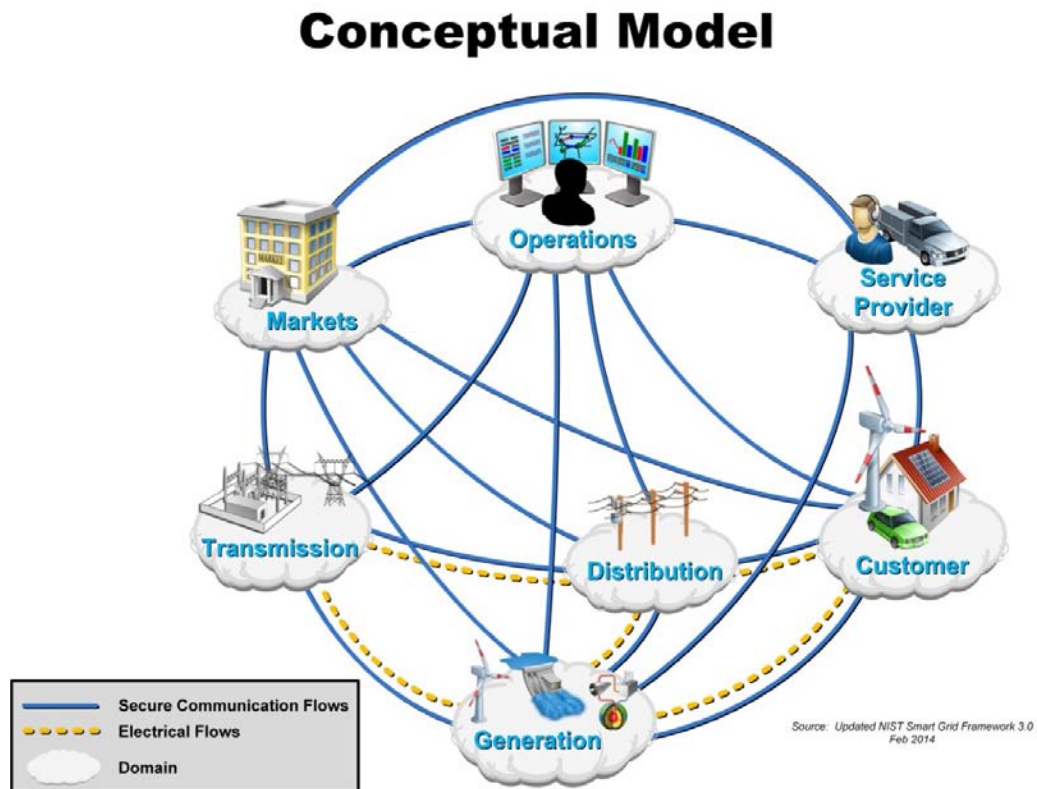 Conceptual Model
Operations
MARKET
Markets
Service
Provider
Transmission
Distribution
Customer
Generation
Secure Communication Flows
Electrical Flows
Domain
Source: Updated NIST Smart Grid Framework 3.0
Feb 2014